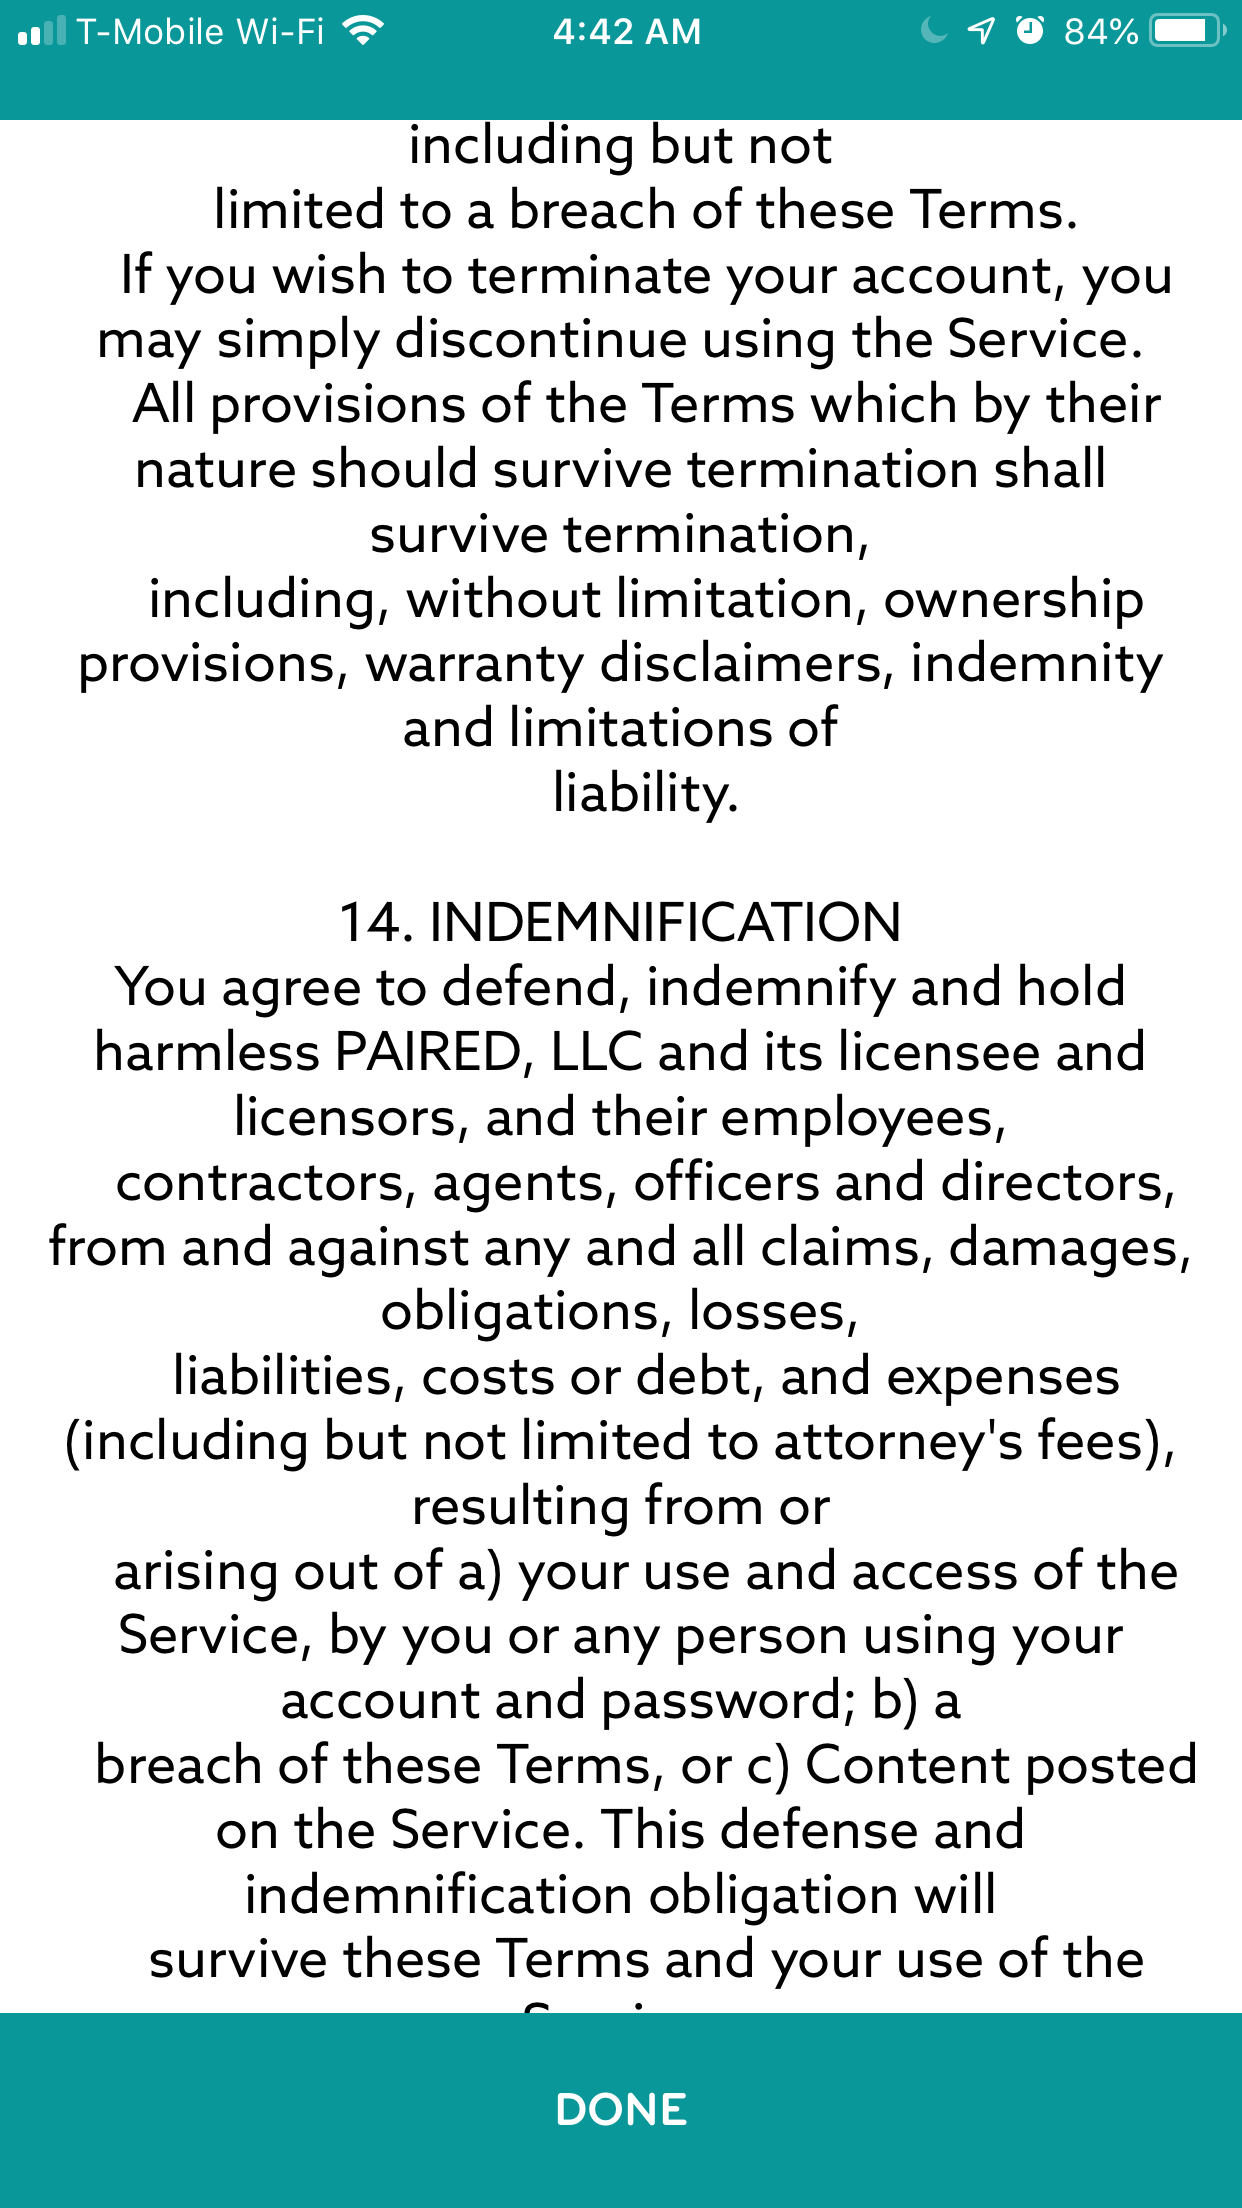 T-Mobile Wi-Fi 4:42 AM 84%
including but not
limited to a breach of these Terms.
If you wish to terminate your account, you
may simply discontinue using the Service.
All provisions of the Terms which by their
nature should survive termination shall
survive termination,
including, without limitation, ownership
provisions, warranty disclaimers, indemnity
and limitations of
liability.
14. INDEMNIFICATION
You agree to defend, indemnify and hold
harmless PAIRED, LLC and its licensee and
licensors, and their employees,
contractors, agents, officers and directors,
from and against any and all claims, damages,
obligations, losses,
liabilities, costs or debt, and expenses
(including but not limited to attorney's fees),
resulting from or
arising out of a) your use and access of the
Service, by you or any person using your
account and password; b) a
breach of these Terms, or c) Content posted
on the Service. This defense and
indemnification obligation will
survive these Terms and your use of the
DONE